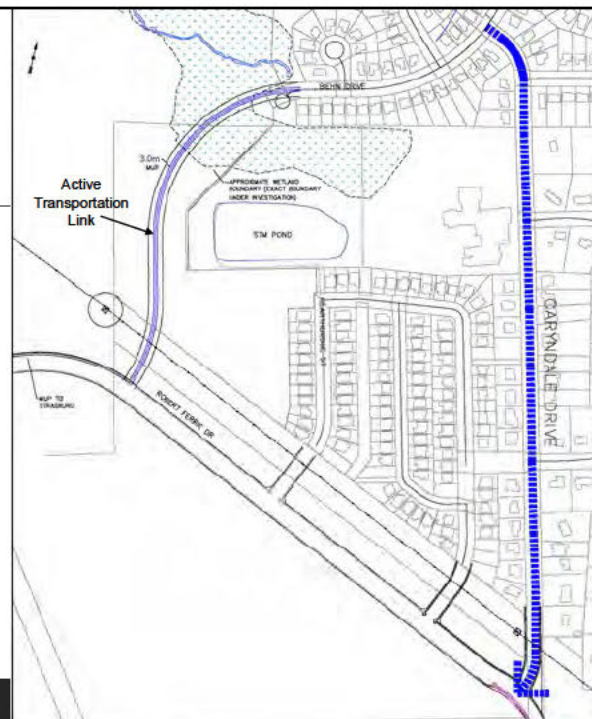 BEHN DRIVE
3.0m
MUP
Active
Transportation
Link
APPROXIMATE WETLAND
BOUNDARY (EXACT BOUNDARY
UNDER INVESTIGATION)
STM POND
CARYNDALE DRIVE
ROBERT FERRIE DR
MUP TO
STRASBURG